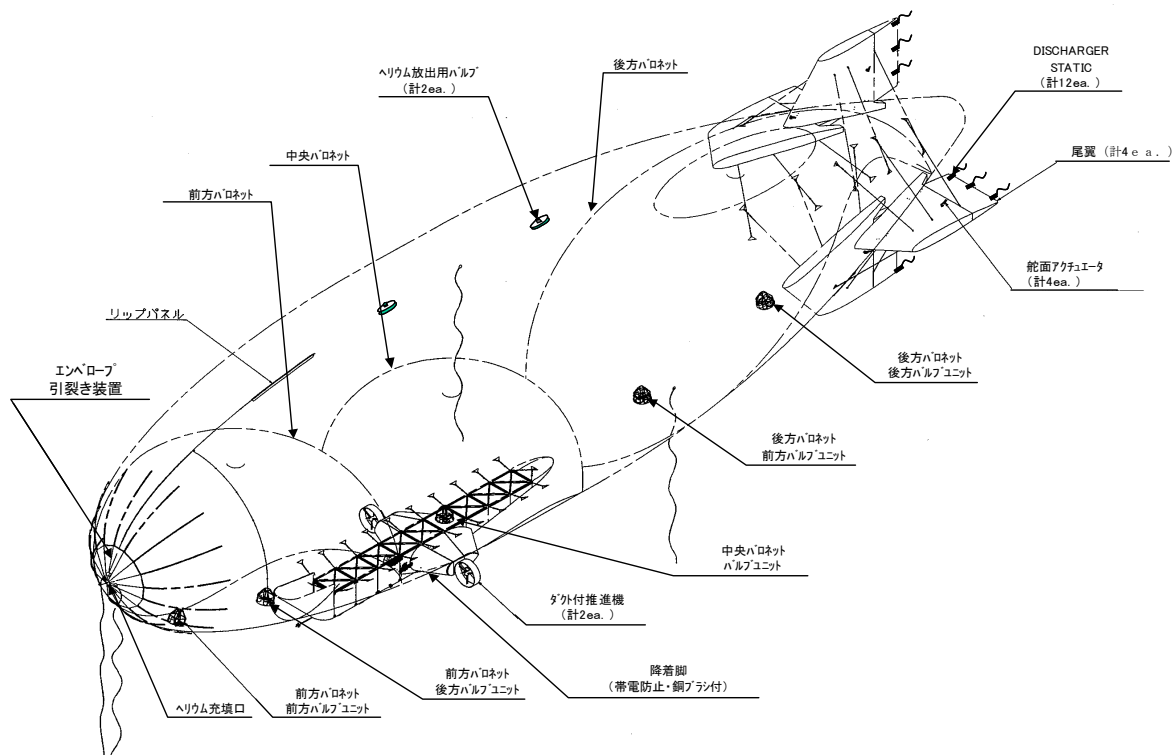 ﾍﾘｳﾑ放出用ﾊﾞﾙﾌﾞ
(計2ea.)
後方ﾊﾞﾛﾈｯﾄ
DISCHARGER
STATIC
(計12ea.)
中央ﾊﾞﾛﾈｯﾄ
尾翼 (計4ea.)
前方ﾊﾞﾛﾈｯﾄ
舵面アクチュエータ
(計4ea.)
リップパネル
エンベロープ
引裂き装置
後方ﾊﾞﾛﾈｯﾄ
後方ﾊﾞﾙﾌﾞﾕﾆｯﾄ
後方ﾊﾞﾛﾈｯﾄ
前方ﾊﾞﾙﾌﾞﾕﾆｯﾄ
中央ﾊﾞﾛﾈｯﾄ
ﾊﾞﾙﾌﾞﾕﾆｯﾄ
ﾀﾞｸﾄ付推進機
(計2ea.)
降着脚
(帯電防止・銅ﾌﾞﾗｼ付)
前方ﾊﾞﾛﾈｯﾄ
後方ﾊﾞﾙﾌﾞﾕﾆｯﾄ
前方ﾊﾞﾛﾈｯﾄ
前方ﾊﾞﾙﾌﾞﾕﾆｯﾄ
ﾍﾘｳﾑ充填口